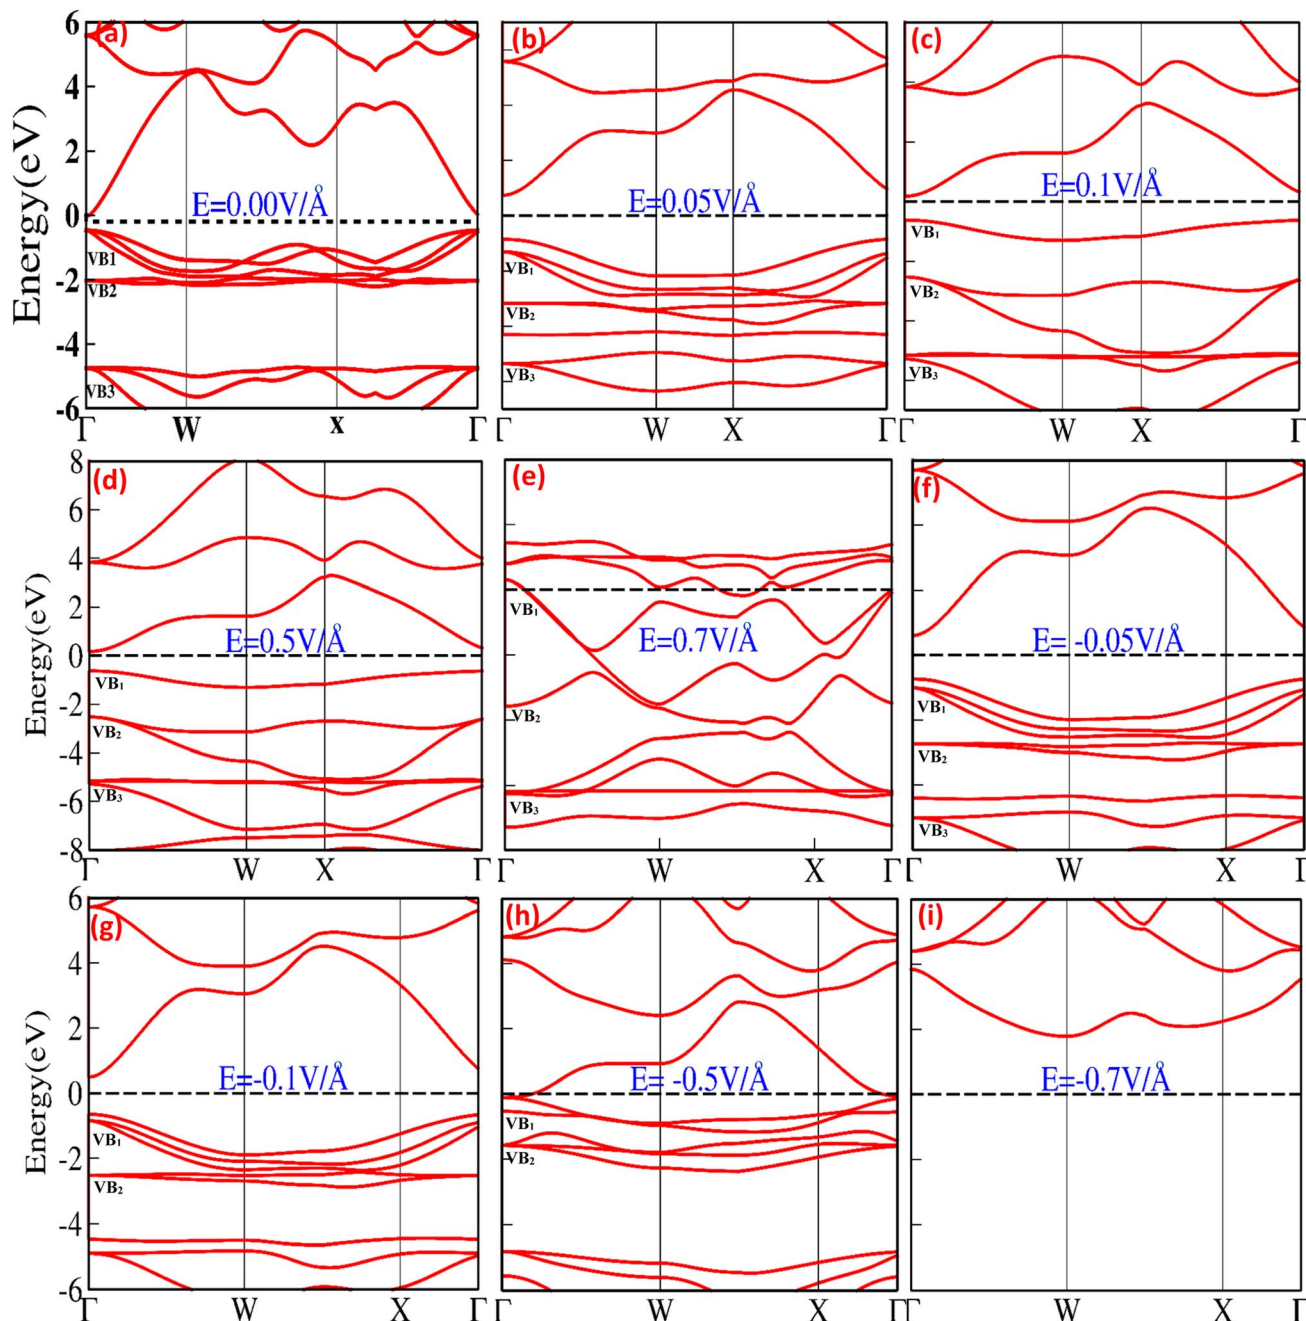 Energy(eV)
6
4
2
0
-2
-4
-6
(a)
E=0.00V/Å
VB1
VB2
VB3
Γ W x Γ
(b)
E=0.05V/Å
VB1
VB2
VB3
Γ W X Γ
(c)
E=0.1V/Å
VB1
VB2
VB3
Γ W X Γ
Energy(eV)
8
6
4
2
0
-2
-4
-6
-8
(d)
E=0.5V/Å
VB1
VB2
VB3
Γ W X Γ
(e)
VB1
E=0.7V/Å
VB2
VB3
Γ W X Γ
(f)
E= -0.05V/Å
VB1
VB2
VB3
Γ W X Γ
Energy(eV)
6
4
2
0
-2
-4
-6
(g)
E=-0.1V/Å
VB1
VB2
Γ W X Γ
(h)
E= -0.5V/Å
VB1
VB2
Γ W X Γ
(i)
E=-0.7V/Å
Γ W X Γ